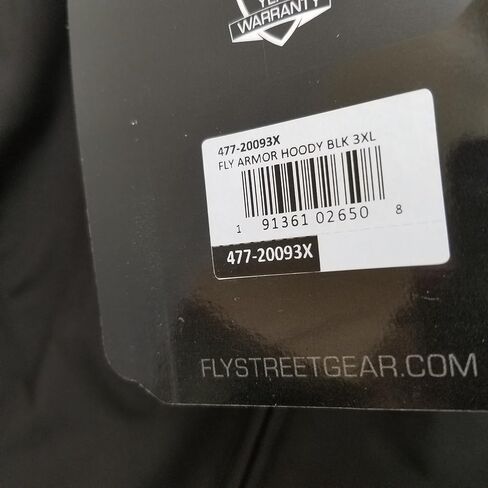 WARRANTY
477-20093X
FLY ARMOR HOODY BLK 3XL
1 91361 02650 8
477-20093X
FLYSTREETGEAR.COM